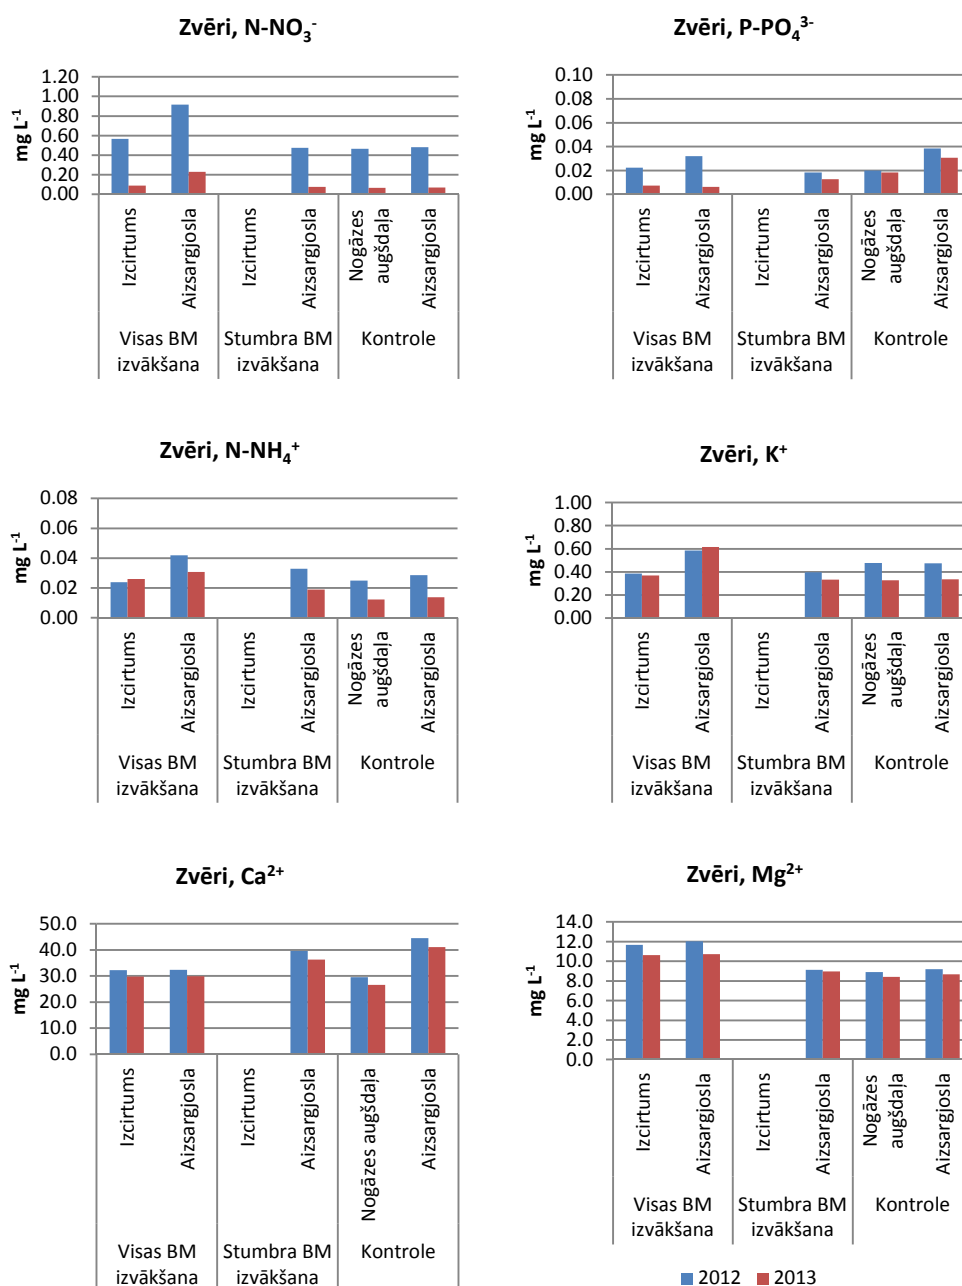 Zvēri, N-NO₃⁻
mg L⁻¹
1.20
1.00
0.80
0.60
0.40
0.20
0.00
Izcirtums
Aizsargjosla
Izcirtums
Aizsargjosla
Nogāzes
augšdaļa
Aizsargjosla
Visas BM
izvākšana
Stumbra BM
izvākšana
Kontrole
Zvēri, P-PO₄³⁻
mg L⁻¹
0.10
0.08
0.06
0.04
0.02
0.00
Izcirtums
Aizsargjosla
Izcirtums
Aizsargjosla
Nogāzes
augšdaļa
Aizsargjosla
Visas BM
izvākšana
Stumbra BM
izvākšana
Kontrole
Zvēri, N-NH₄⁺
mg L⁻¹
0.08
0.06
0.04
0.02
0.00
Izcirtums
Aizsargjosla
Izcirtums
Aizsargjosla
Nogāzes
augšdaļa
Aizsargjosla
Visas BM
izvākšana
Stumbra BM
izvākšana
Kontrole
Zvēri, K⁺
mg L⁻¹
1.00
0.80
0.60
0.40
0.20
0.00
Izcirtums
Aizsargjosla
Izcirtums
Aizsargjosla
Nogāzes
augšdaļa
Aizsargjosla
Visas BM
izvākšana
Stumbra BM
izvākšana
Kontrole
Zvēri, Ca²⁺
mg L⁻¹
50.0
40.0
30.0
20.0
10.0
0.0
Izcirtums
Aizsargjosla
Izcirtums
Aizsargjosla
Nogāzes augšdaļa
Aizsargjosla
Visas BM
izvākšana
Stumbra BM
izvākšana
Kontrole
Zvēri, Mg²⁺
mg L⁻¹
14.0
12.0
10.0
8.0
6.0
4.0
2.0
0.0
Izcirtums
Aizsargjosla
Izcirtums
Aizsargjosla
Nogāzes
augšdaļa
Aizsargjosla
Visas BM
izvākšana
Stumbra BM
izvākšana
Kontrole
2012 2013